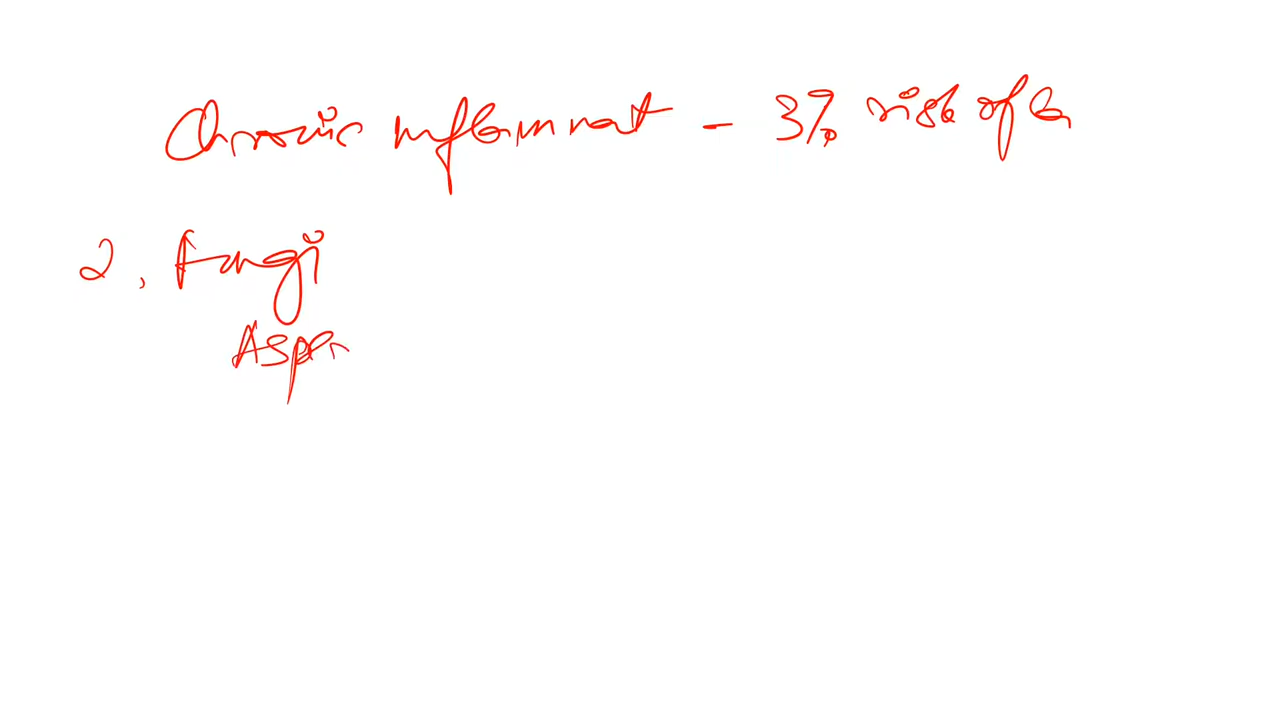 Chronic inflammat - 3% risk of Ca
2, Fungi
Asper